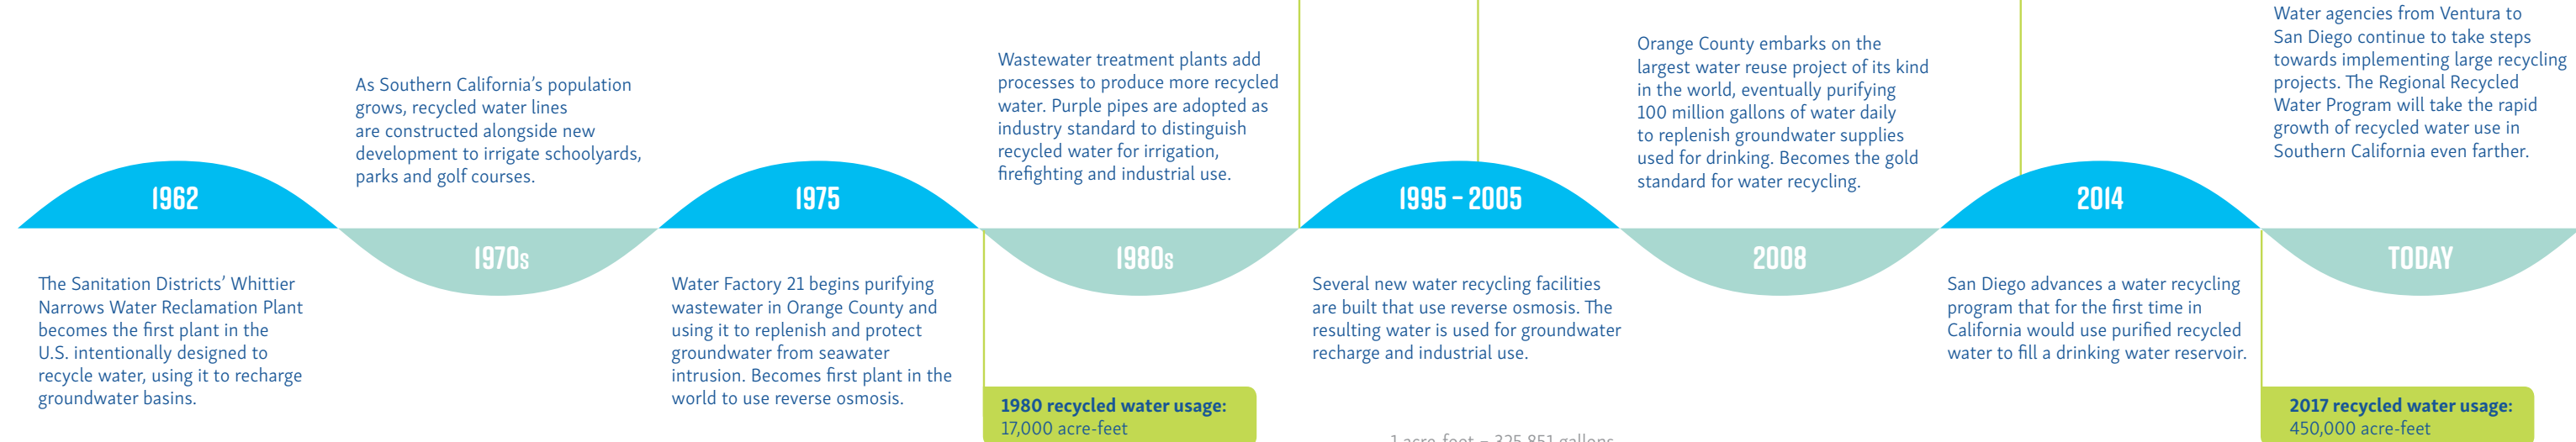 1962
The Sanitation Districts’ Whittier
Narrows Water Reclamation Plant
becomes the first plant in the
U.S. intentionally designed to
recycle water, using it to recharge
groundwater basins.
As Southern California’s population
grows, recycled water lines
are constructed alongside new
development to irrigate schoolyards,
parks and golf courses.
1970s
1975
Water Factory 21 begins purifying
wastewater in Orange County and
using it to replenish and protect
groundwater from seawater
intrusion. Becomes first plant in the
world to use reverse osmosis.
Wastewater treatment plants add
processes to produce more recycled
water. Purple pipes are adopted as
industry standard to distinguish
recycled water for irrigation,
firefighting and industrial use.
1980s
1980 recycled water usage:
17,000 acre-feet
1995 – 2005
Several new water recycling facilities
are built that use reverse osmosis. The
resulting water is used for groundwater
recharge and industrial use.
1 acre-foot = 325,851 gallons
Orange County embarks on the
largest water reuse project of its kind
in the world, eventually purifying
100 million gallons of water daily
to replenish groundwater supplies
used for drinking. Becomes the gold
standard for water recycling.
2008
2014
San Diego advances a water recycling
program that for the first time in
California would use purified recycled
water to fill a drinking water reservoir.
Water agencies from Ventura to
San Diego continue to take steps
towards implementing large recycling
projects. The Regional Recycled
Water Program will take the rapid
growth of recycled water use in
Southern California even farther.
TODAY
2017 recycled water usage:
450,000 acre-feet